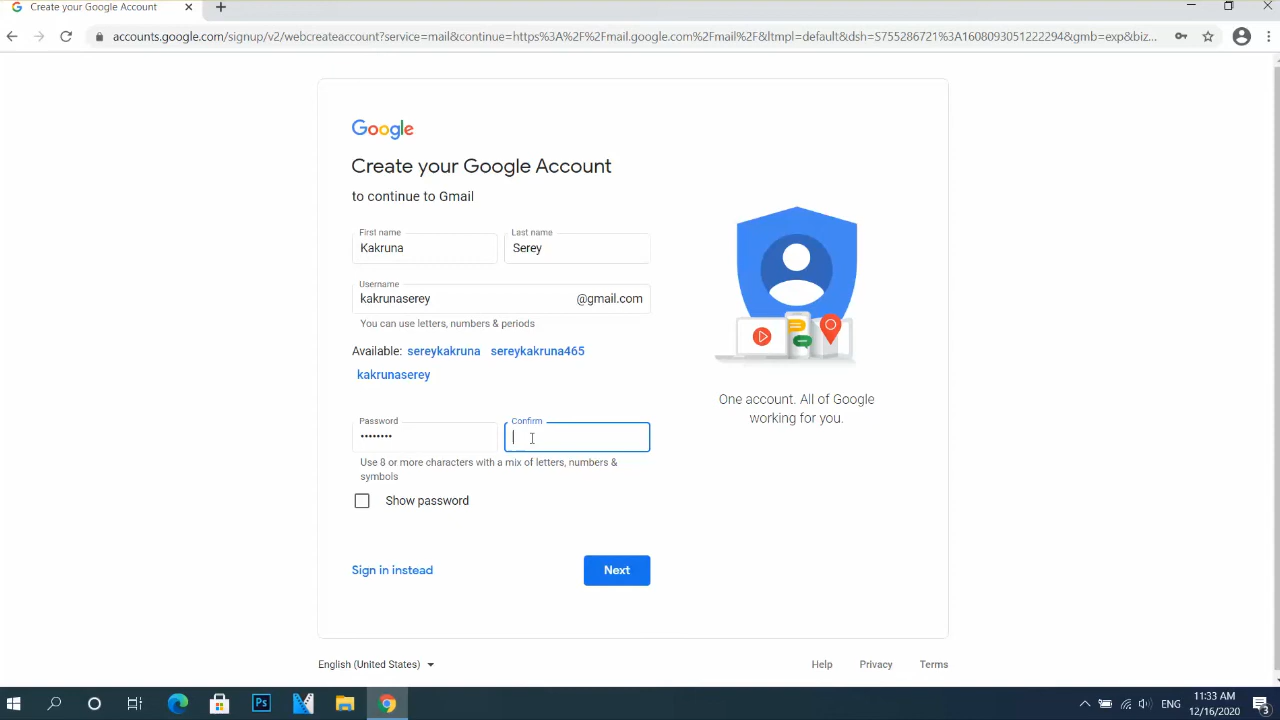 Create your Google Account
accounts.google.com/signup/v2/webcreateaccount?service=mail&continue=https%3A%2F%2Fmail.google.com%2Fmail%2F&ltmpl=default&dsh=S755286721%3A1608093051222294&gmb=exp&biz...
Google
Create your Google Account
to continue to Gmail
First name
Last name
Kakruna
Serey
Username
kakrunaserey @gmail.com
You can use letters, numbers & periods
Available: sereykakruna sereykakruna465
kakrunaserey
Password
Confirm
••••••••
Use 8 or more characters with a mix of letters, numbers &
symbols
Show password
Sign in instead
Next
One account. All of Google
working for you.
English (United States)
Help Privacy Terms
Ps
ENG
11:33 AM
12/16/2020
3